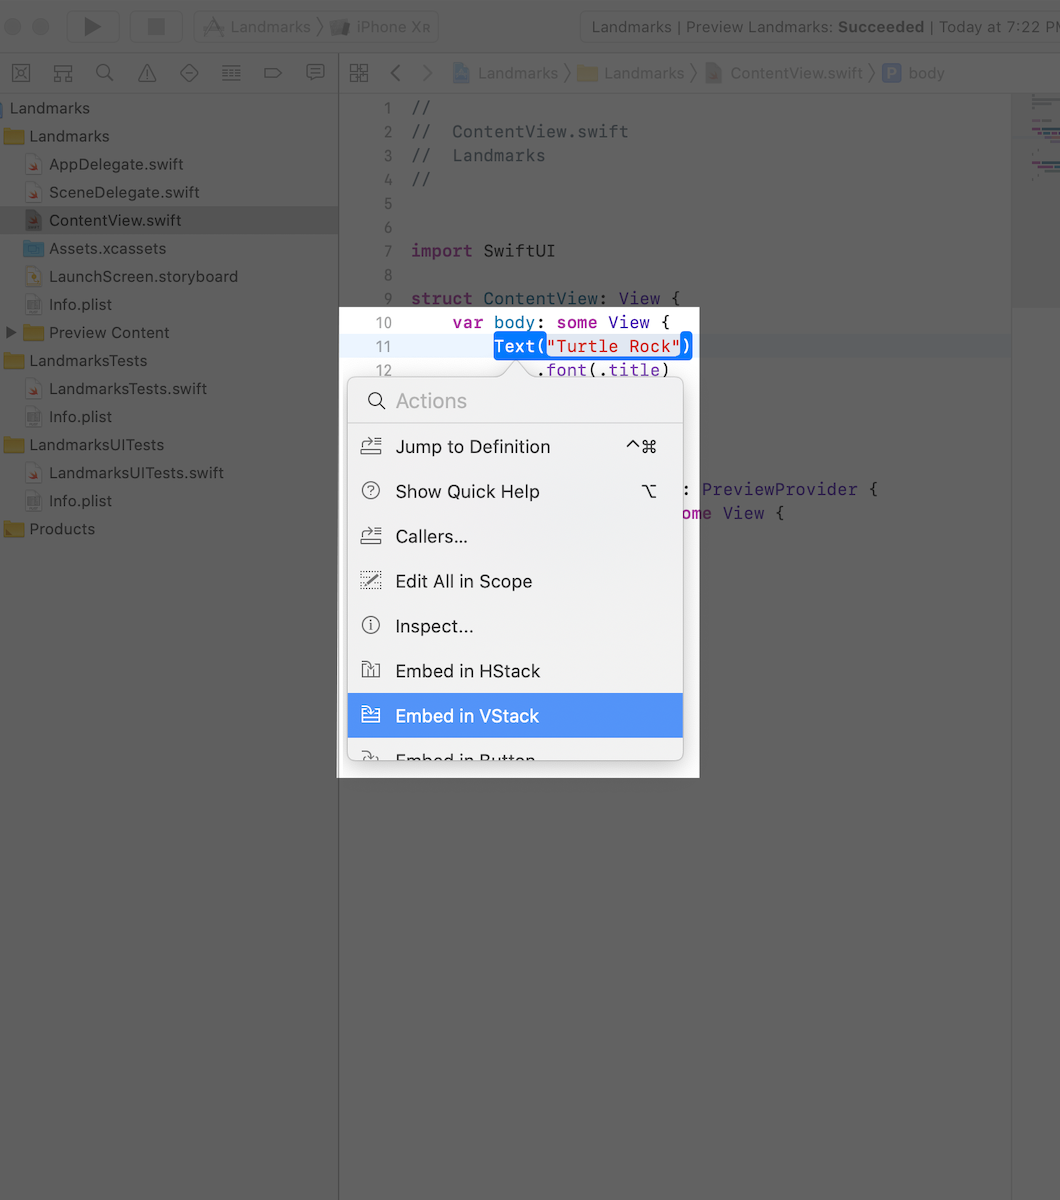 Landmarks 〉 iPhone XR
Landmarks | Preview Landmarks: Succeeded | Today at 7:22 PM
Landmarks 〉 Landmarks 〉 ContentView.swift 〉 P body
Landmarks
Landmarks
AppDelegate.swift
SceneDelegate.swift
ContentView.swift
Assets.xcassets
LaunchScreen.storyboard
Info.plist
Preview Content
LandmarksTests
LandmarksTests.swift
Info.plist
LandmarksUITests
LandmarksUITests.swift
Info.plist
Products
1 //
2 // ContentView.swift
3 // Landmarks
4 //
5
6
7 import SwiftUI
8
9 struct ContentView: View {
10 var body: some View {
11 Text("Turtle Rock")
12 .font(.title)
: PreviewProvider {
ome View {
Actions
Jump to Definition ^⌘
Show Quick Help ⌥
Callers...
Edit All in Scope
Inspect...
Embed in HStack
Embed in VStack
Embed in Button